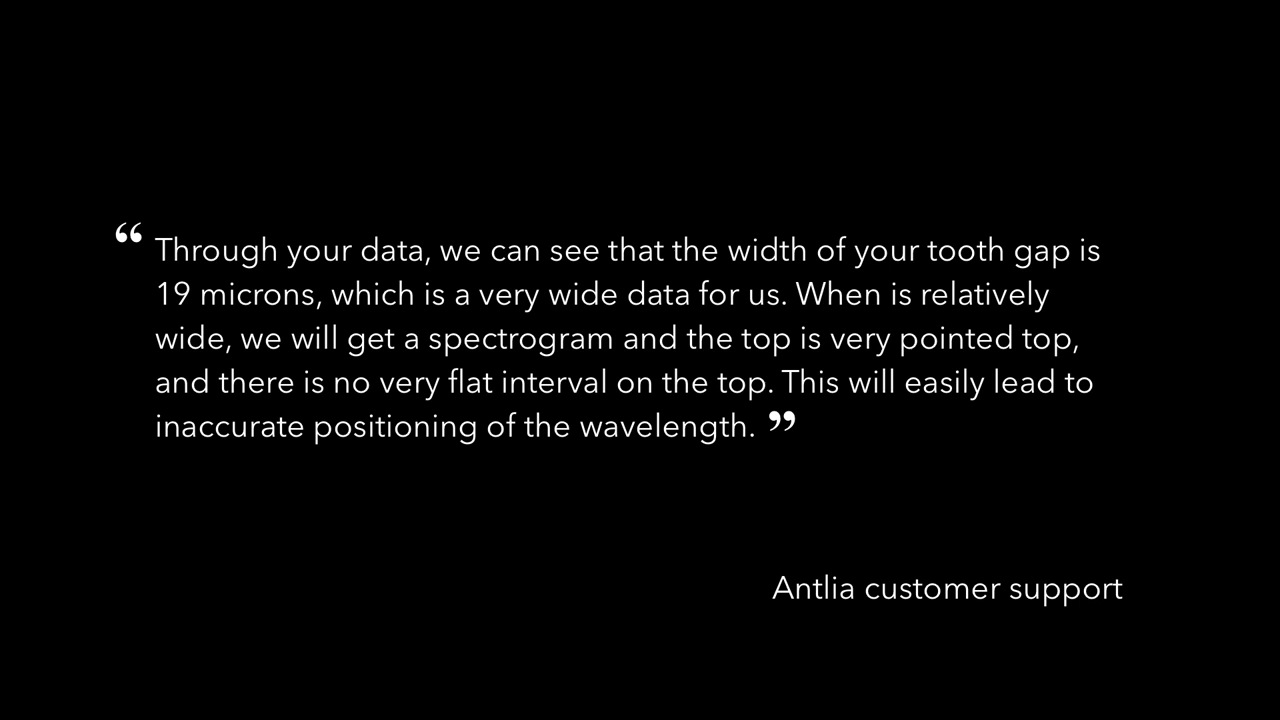 “ Through your data, we can see that the width of your tooth gap is
19 microns, which is a very wide data for us. When is relatively
wide, we will get a spectrogram and the top is very pointed top,
and there is no very flat interval on the top. This will easily lead to
inaccurate positioning of the wavelength. ”
Antlia customer support